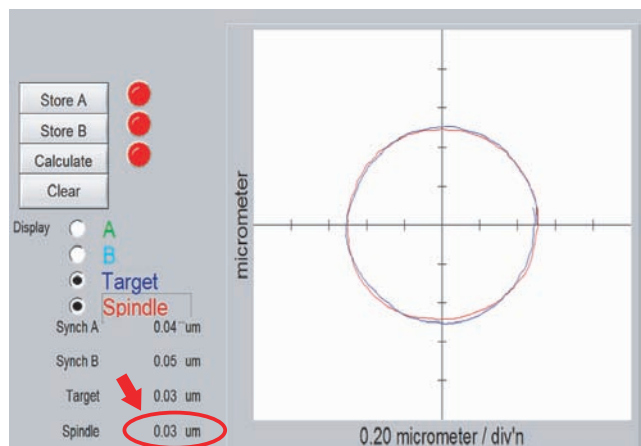 Store A
Store B
Calculate
Clear
Display
A
B
Target
Spindle
Synch A 0.04 um
Synch B 0.05 um
Target 0.03 um
Spindle 0.03 um
micrometer
0.20 micrometer / div'n